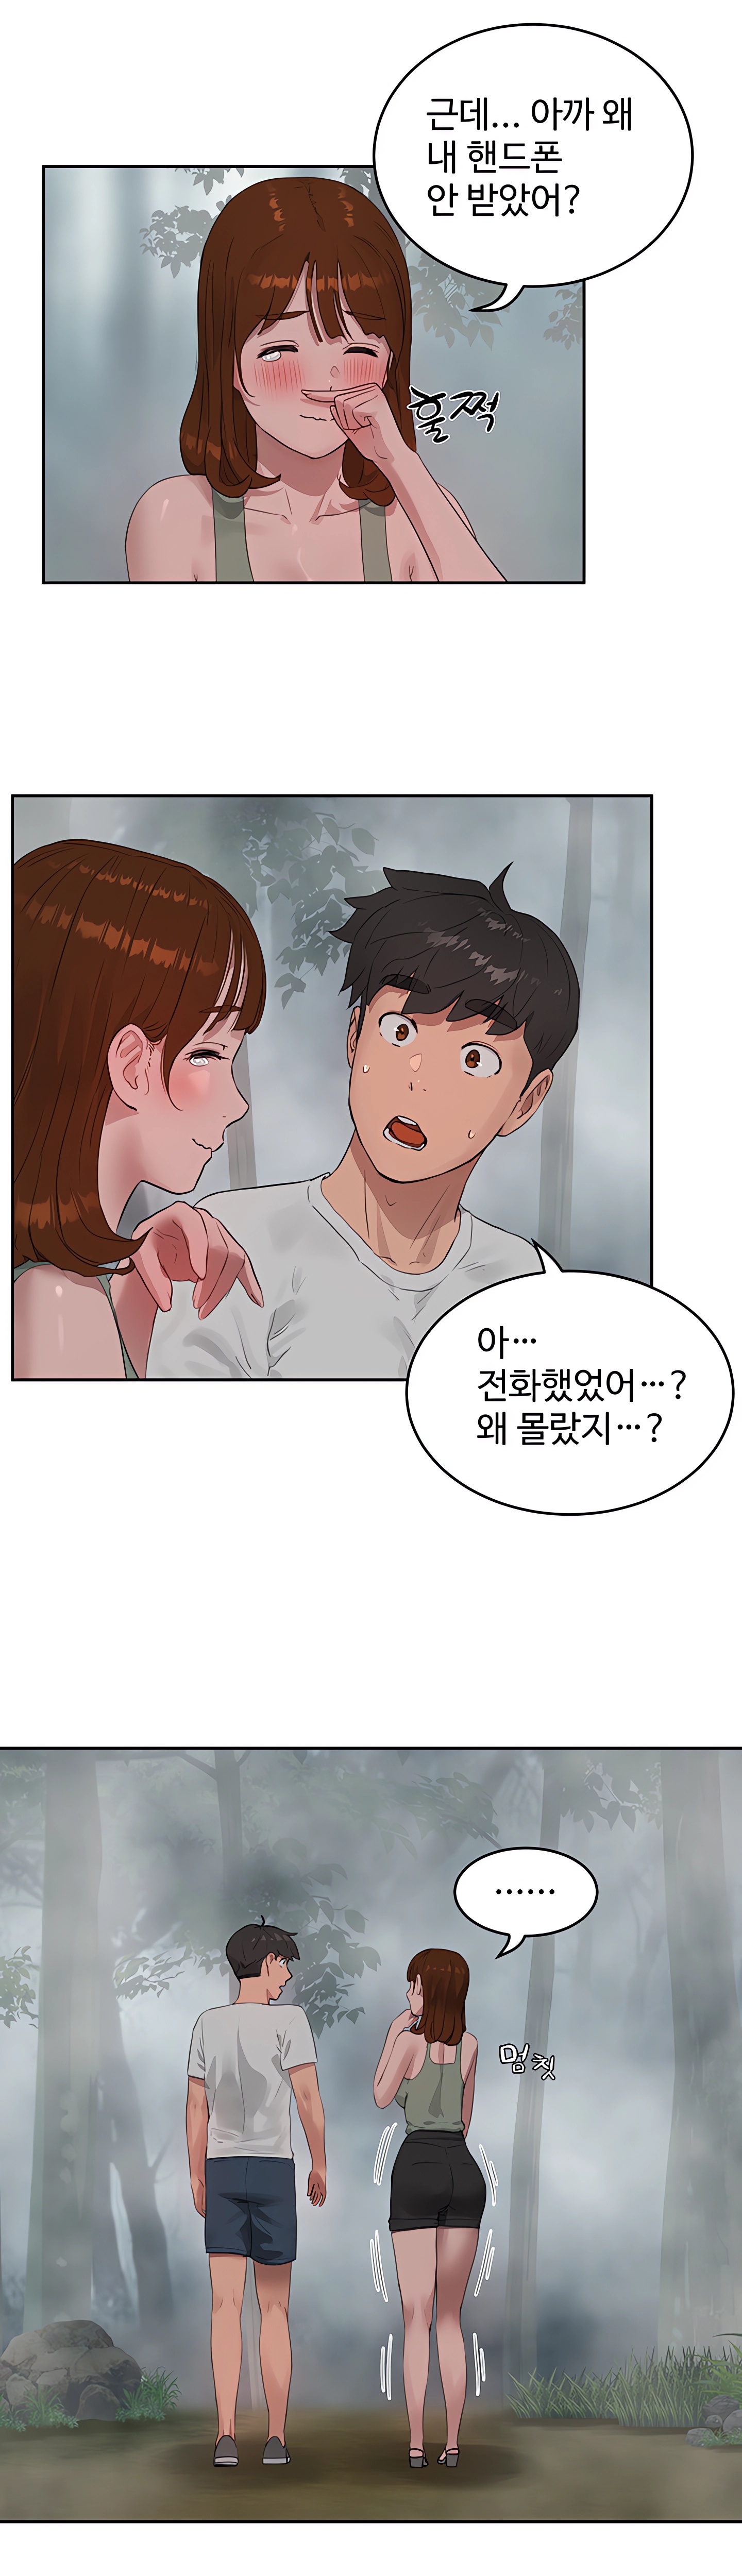 근데... 아까 왜
내 핸드폰
안 받았어?
훌쩍
아…
전화했었어…?
왜 몰랐지…?
……
멈칫